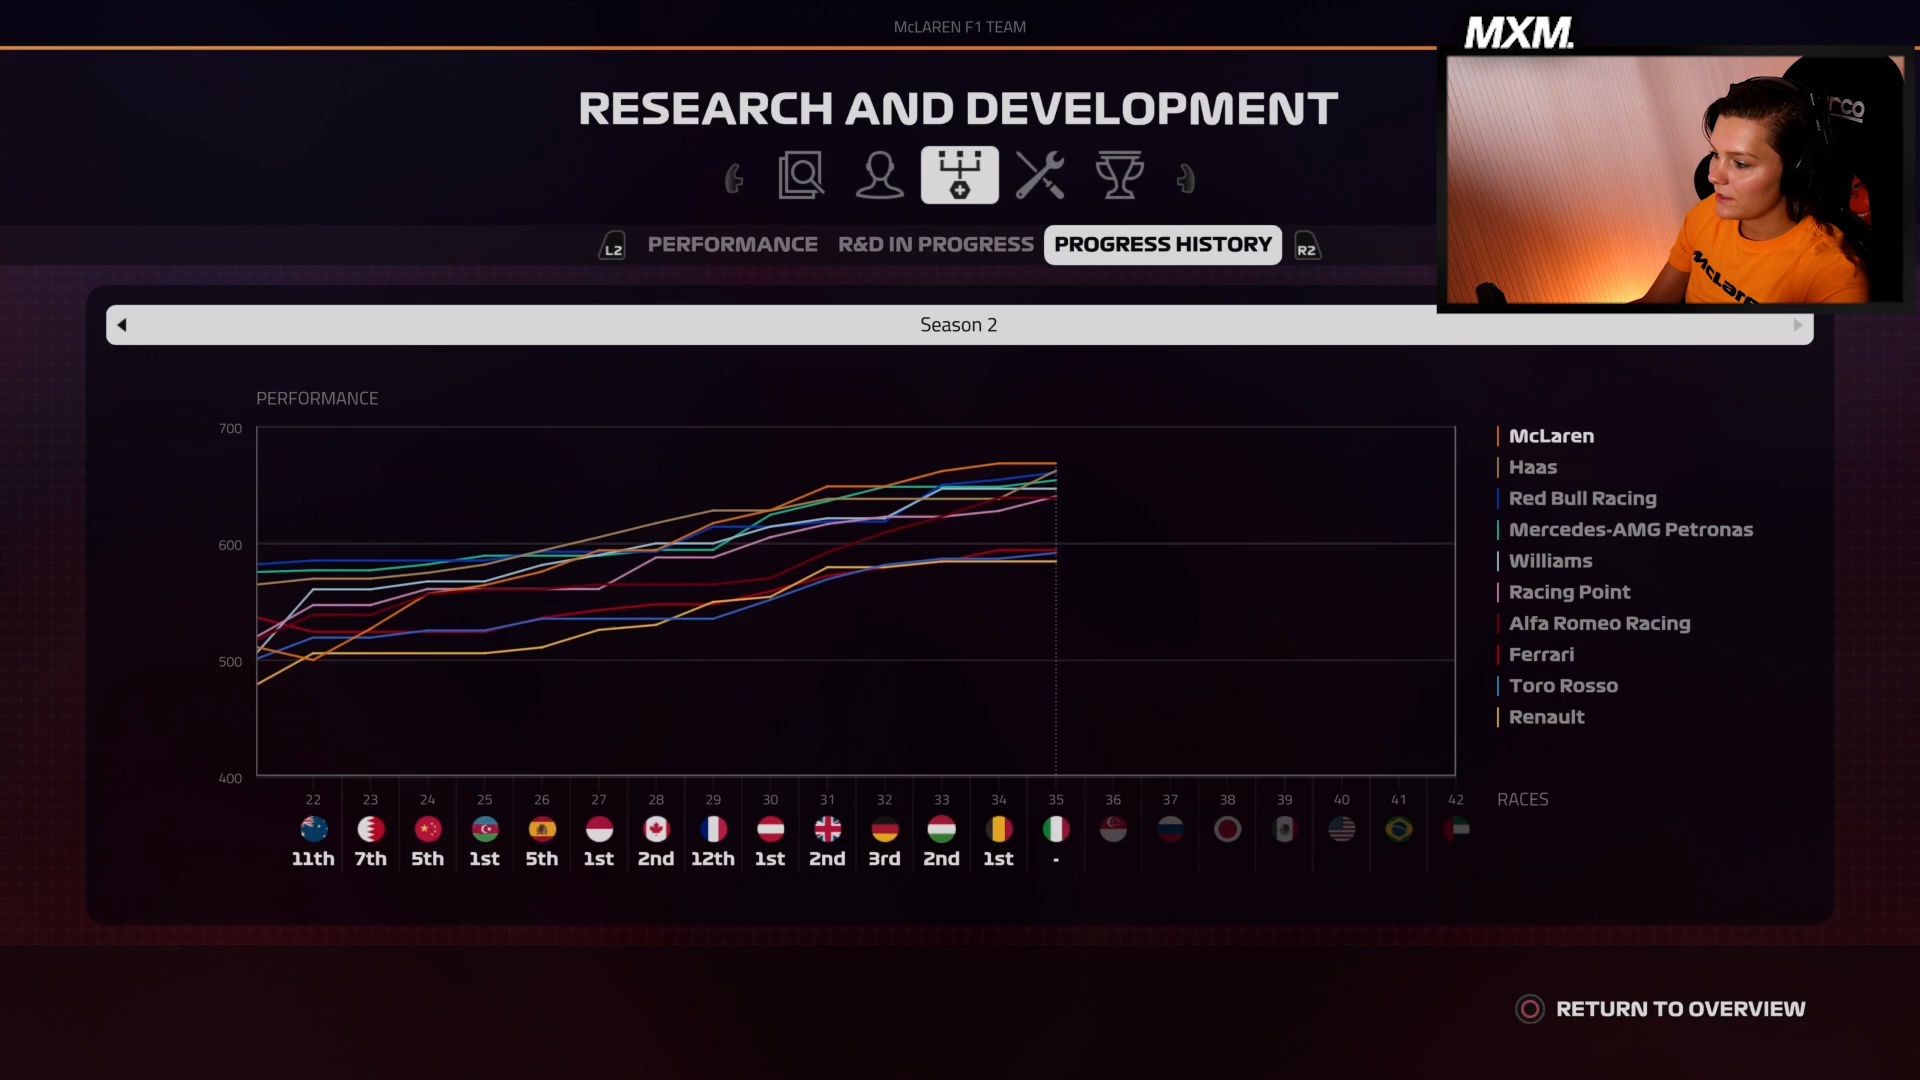 McLAREN F1 TEAM
MXM.
RESEARCH AND DEVELOPMENT
L2 PERFORMANCE R&D IN PROGRESS PROGRESS HISTORY R2
McLaren
Season 2
PERFORMANCE
700
600
500
400
McLaren
Haas
Red Bull Racing
Mercedes-AMG Petronas
Williams
Racing Point
Alfa Romeo Racing
Ferrari
Toro Rosso
Renault
22 23 24 25 26 27 28 29 30 31 32 33 34 35 36 37 38 39 40 41 42 RACES
11th 7th 5th 1st 5th 1st 2nd 12th 1st 2nd 3rd 2nd 1st -
RETURN TO OVERVIEW